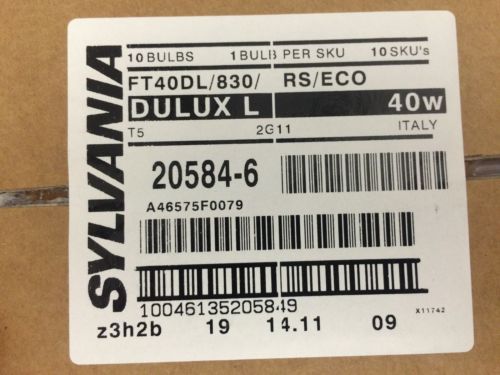 SYLVANIA
10 BULBS 1 BULB PER SKU 10 SKU's
FT40DL/830/ RS/ECO
DULUX L 40W
T5 2G11 ITALY
20584-6
A46575F0079
10046135205849
X11742
z3h2b 19 14.11 09